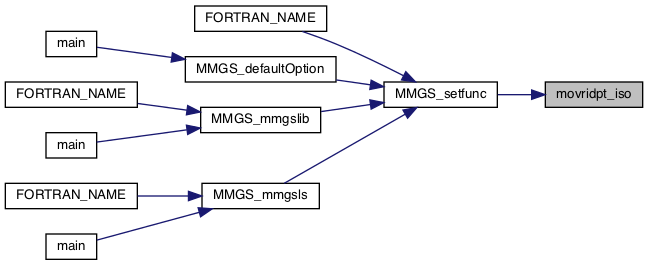 FORTRAN_NAME
main
MMGS_defaultOption
FORTRAN_NAME
MMGS_setfunc
movridpt_iso
MMGS_mmgslib
main
FORTRAN_NAME
MMGS_mmgsls
main